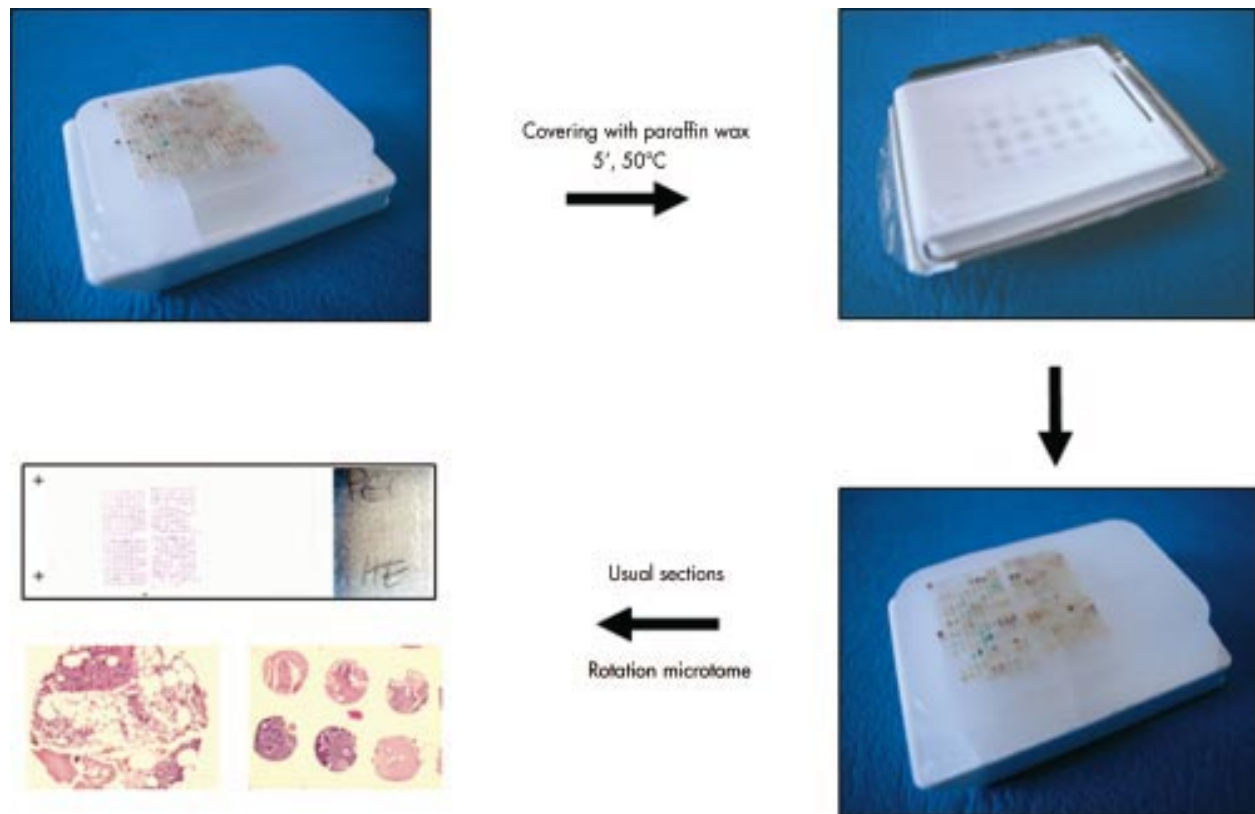 Covering with paraffin wax
5′, 50°C
Usual sections
Rotation microtome
+
+
HE